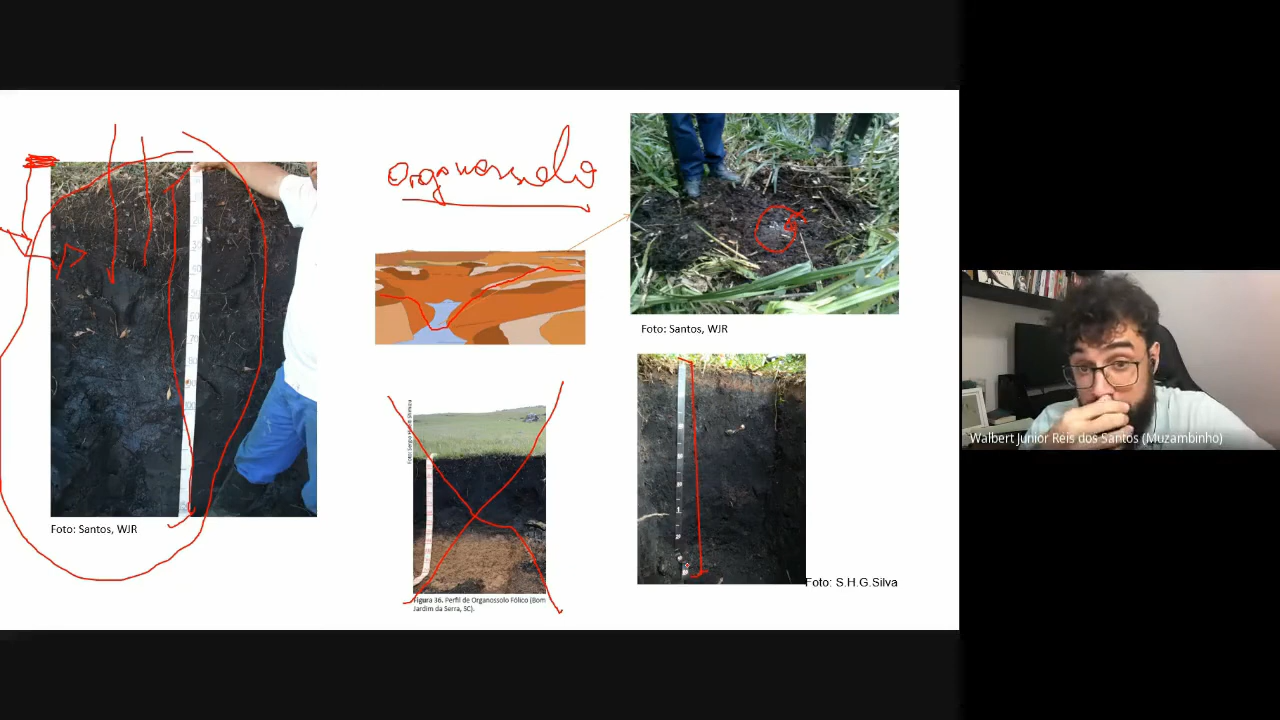 Organossolo
Foto: Santos, WJR
Foto: Santos, WJR
Figura 36. Perfil de Organossolo Fólico (Bom
Jardim da Serra, SC).
Foto: S.H.G.Silva
Walbert Junior Reis dos Santos (Muzambinho)